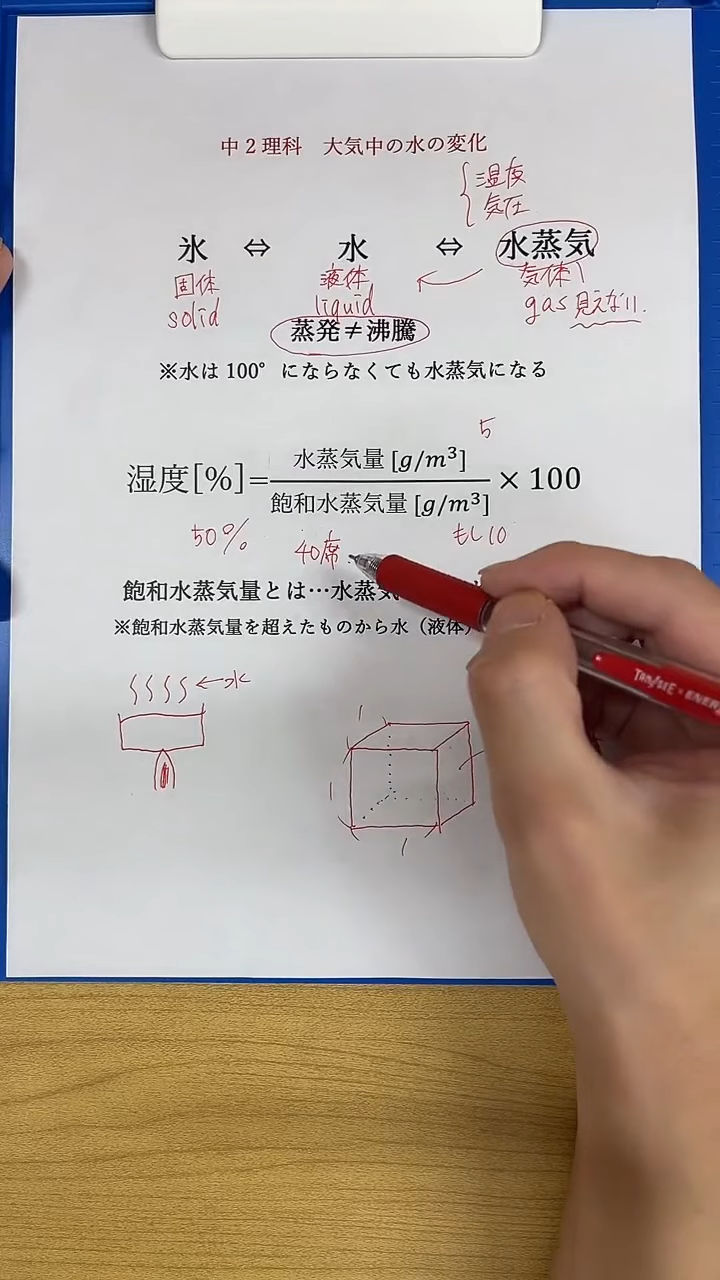 中2理科　大気中の水の変化
温度
気圧
氷 ⇔ 水 ⇔ 水蒸気
固体 液体 気体
solid liquid gas 見えない.
蒸発≠沸騰
※水は 100°にならなくても水蒸気になる
5
湿度[%]=水蒸気量 [g/m³]
飽和水蒸気量 [g/m³]
× 100
50% 40席 もし10
飽和水蒸気量とは…水蒸気
※飽和水蒸気量を超えたものから水（液体）
←水
1
1
1